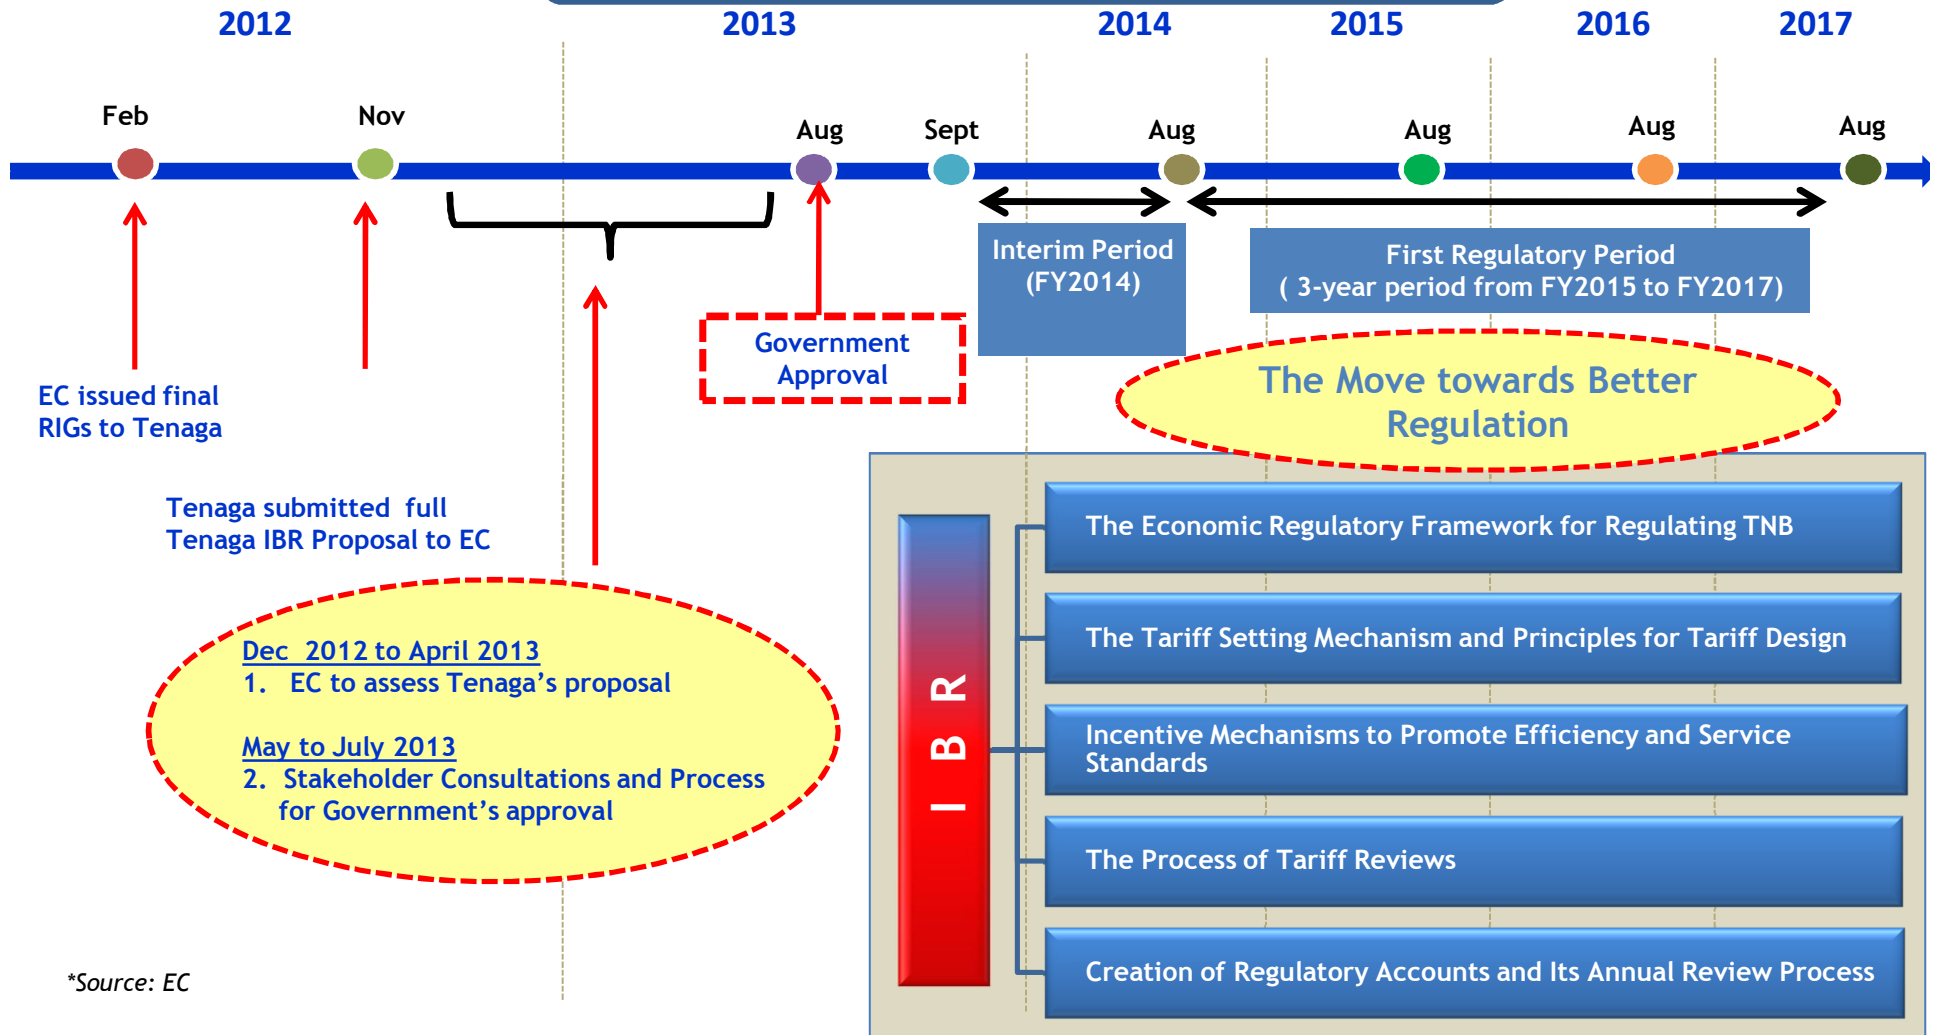 2012
2013
2014
2015
2016
2017
Feb
Nov
Aug
Sept
Aug
Aug
Aug
Aug
Interim Period
(FY2014)
First Regulatory Period
( 3-year period from FY2015 to FY2017)
Government
Approval
EC issued final
RIGs to Tenaga
The Move towards Better
Regulation
Tenaga submitted full
Tenaga IBR Proposal to EC
Dec 2012 to April 2013
1. EC to assess Tenaga's proposal
May to July 2013
2. Stakeholder Consultations and Process
for Government's approval
I B R
The Economic Regulatory Framework for Regulating TNB
The Tariff Setting Mechanism and Principles for Tariff Design
Incentive Mechanisms to Promote Efficiency and Service
Standards
The Process of Tariff Reviews
Creation of Regulatory Accounts and Its Annual Review Process
*Source: EC